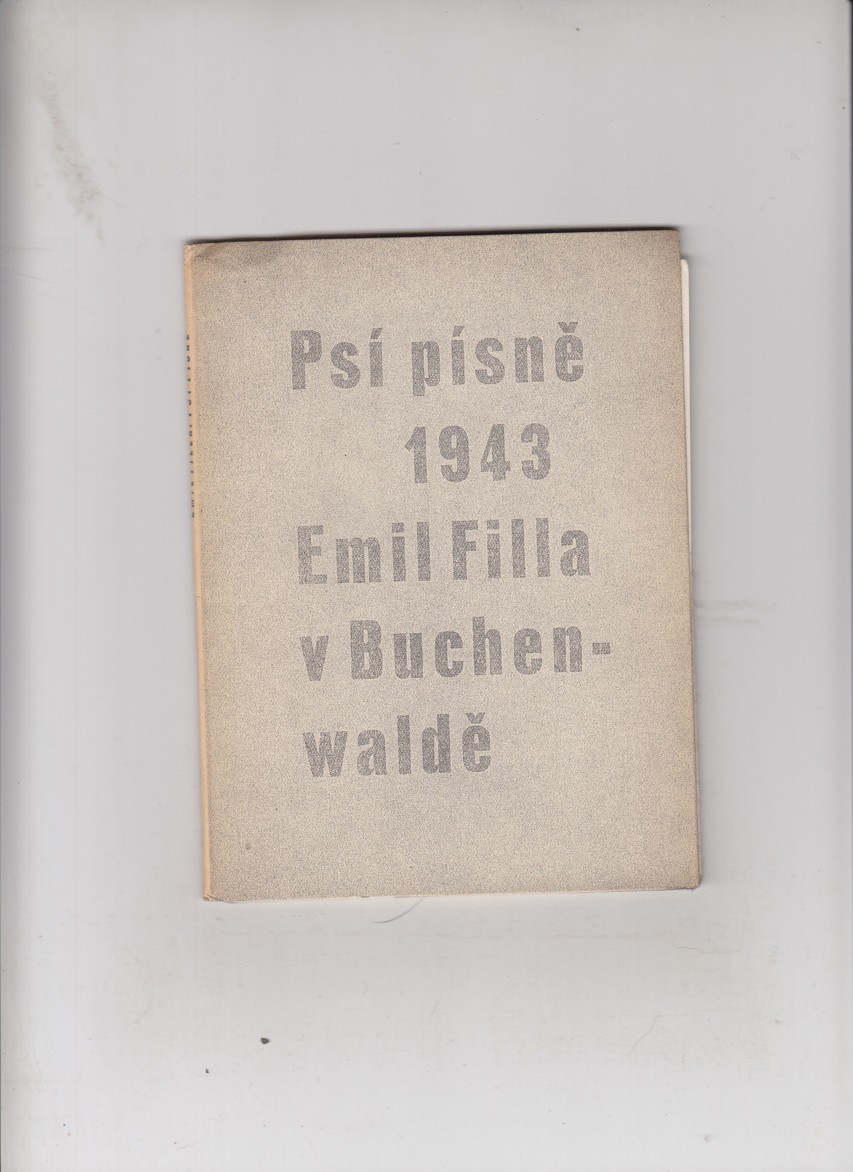 Psí písně
1943
Emil Filla
v Buchen-
waldě